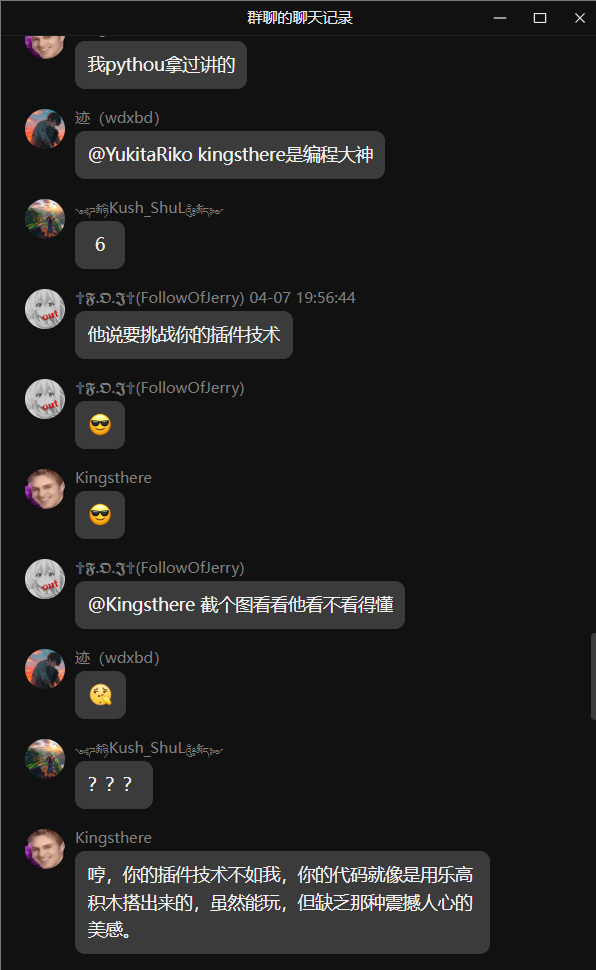 群聊的聊天记录
我pythou拿过讲的
迹（wdxbd）
@YukitaRiko kingsthere是编程大神
Kush_ShuL
6
✝𝕱.𝕺.𝕵✝(FollowOfJerry) 04-07 19:56:44
他说要挑战你的插件技术
✝𝕱.𝕺.𝕵✝(FollowOfJerry)
😎
Kingsthere
😎
✝𝕱.𝕺.𝕵✝(FollowOfJerry)
@Kingsthere 截个图看看他看不看得懂
out
迹（wdxbd）
Kush_ShuL
？？？
Kingsthere
哼，你的插件技术不如我，你的代码就像是用乐高
积木搭出来的，虽然能玩，但缺乏那种震撼人心的
美感。